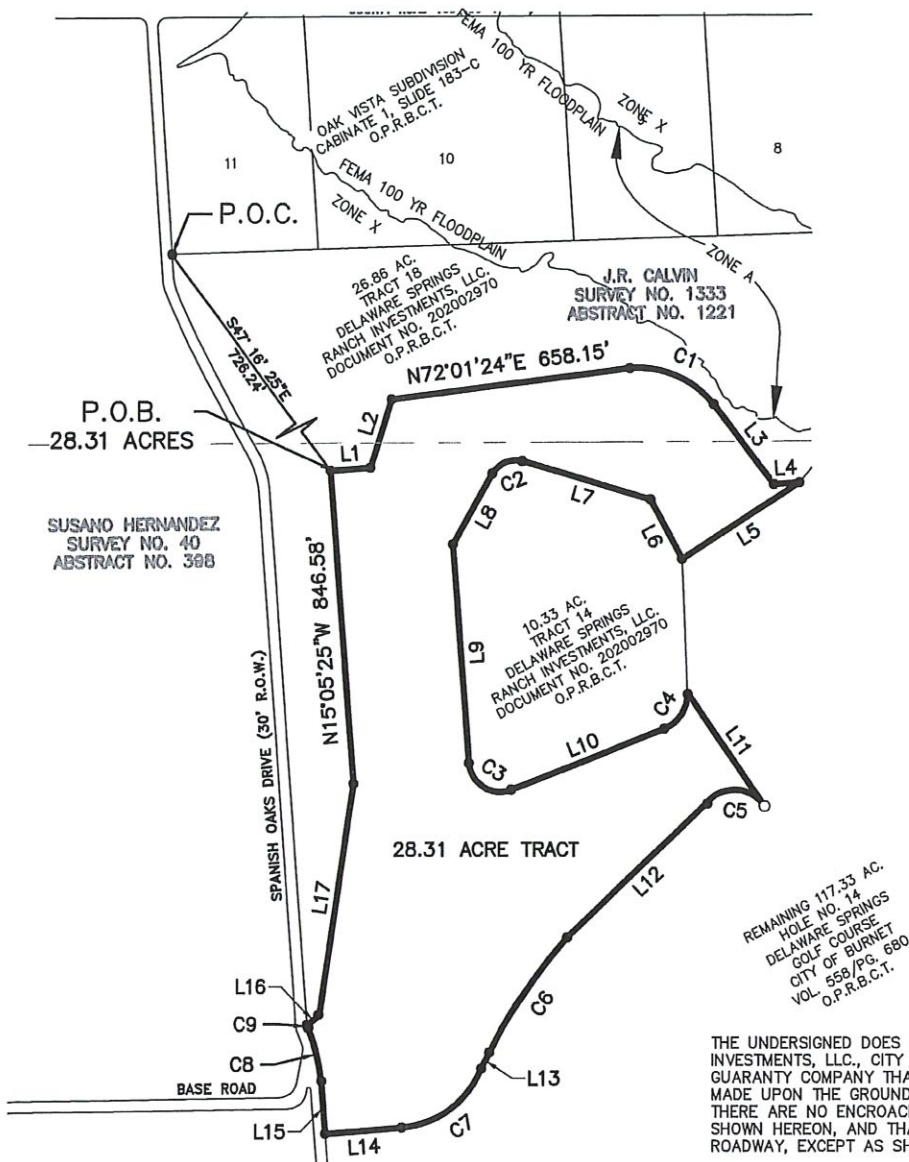 OAK VISTA SUBDIVISION
CABINATE 1, SLIDE 183-C
O.P.R.B.C.T.
FEMA 100 YR FLOODPLAIN
ZONE X
9
8
11
10
FEMA 100 YR FLOODPLAIN
ZONE X
ZONE A
P.O.C.
26.86 AC.
TRACT 18
DELAWARE SPRINGS
RANCH INVESTMENTS, LLC.
DOCUMENT NO. 202002970
O.P.R.B.C.T.
J.R. CALVIN
SURVEY NO. 1333
ABSTRACT NO. 1221
S47° 16' 25"E
726.24'
N72°01'24"E 658.15'
C1
P.O.B.
28.31 ACRES
L1
L2
L3
L4
L5
C2
L7
L6
L8
SUSANO HERNANDEZ
SURVEY NO. 40
ABSTRACT NO. 398
N15°05'25"W 846.58'
L9
10.33 AC.
TRACT 14
DELAWARE SPRINGS
RANCH INVESTMENTS, LLC.
DOCUMENT NO. 202002970
O.P.R.B.C.T.
SPANISH OAKS DRIVE (30' R.O.W.)
C4
L11
L10
C3
C5
28.31 ACRE TRACT
L12
L17
REMAINING 117.33 AC.
HOLE NO. 14
DELAWARE SPRINGS
GOLF COURSE
CITY OF BURNET
VOL. 558/PG. 680
O.P.R.B.C.T.
L16
C9
C6
C8
L13
BASE ROAD
L15
L14
C7
THE UNDERSIGNED DOES
INVESTMENTS, LLC., CITY
GUARANTY COMPANY THA
MADE UPON THE GROUND
THERE ARE NO ENCROAC
SHOWN HEREON, AND THA
ROADWAY, EXCEPT AS SH